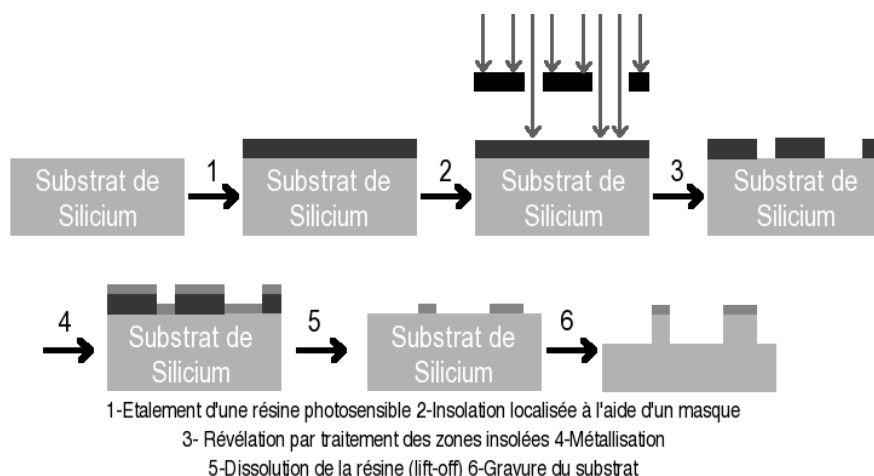 Substrat de
Silicium
1
Substrat de
Silicium
2
Substrat de
Silicium
3
Substrat de
Silicium
4
Substrat de
Silicium
5
Substrat de
Silicium
6
1-Etalement d'une résine photosensible 2-Insolation localisée à l'aide d'un masque
3- Révélation par traitement des zones insolées 4-Métallisation
5-Dissolution de la résine (lift-off) 6-Gravure du substrat